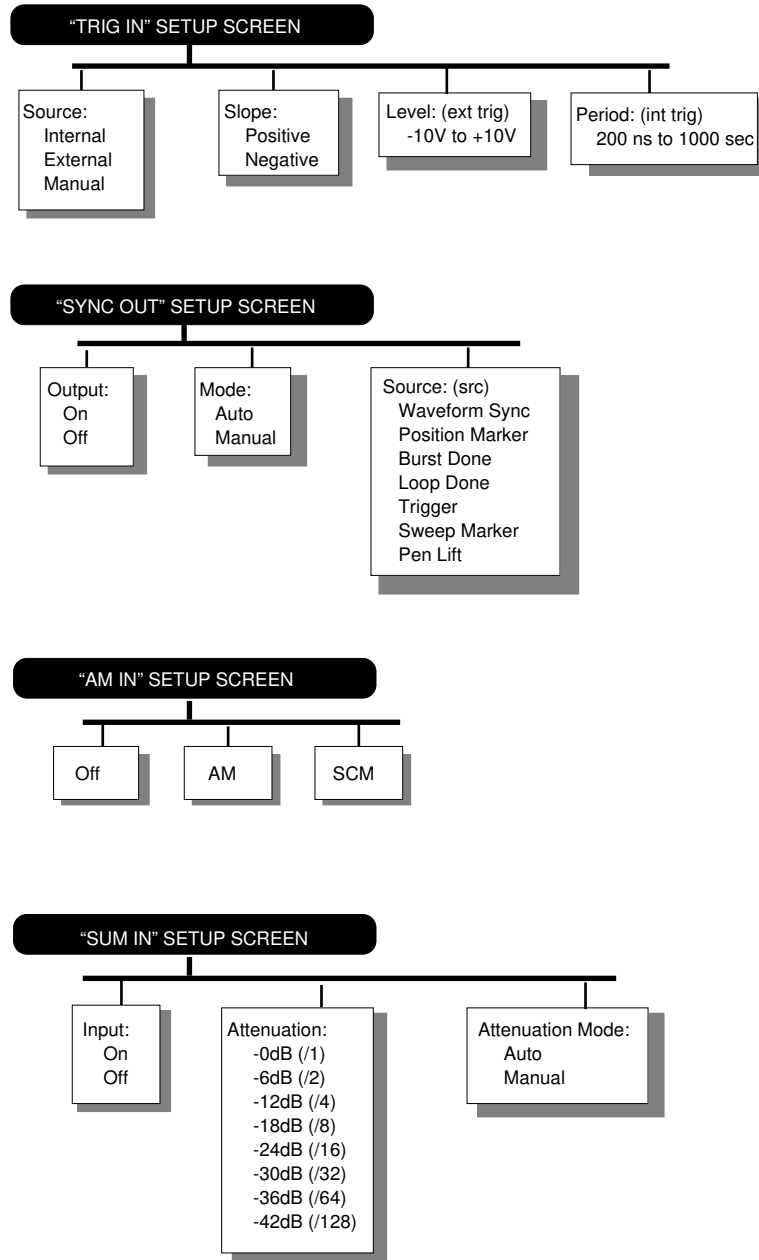 “TRIG IN” SETUP SCREEN
Source:
Internal
External
Manual
Slope:
Positive
Negative
Level: (ext trig)
-10V to +10V
Period: (int trig)
200 ns to 1000 sec
“SYNC OUT” SETUP SCREEN
Output:
On
Off
Mode:
Auto
Manual
Source: (src)
Waveform Sync
Position Marker
Burst Done
Loop Done
Trigger
Sweep Marker
Pen Lift
“AM IN” SETUP SCREEN
Off
AM
SCM
“SUM IN” SETUP SCREEN
Input:
On
Off
Attenuation:
-0dB (/1)
-6dB (/2)
-12dB (/4)
-18dB (/8)
-24dB (/16)
-30dB (/32)
-36dB (/64)
-42dB (/128)
Attenuation Mode:
Auto
Manual